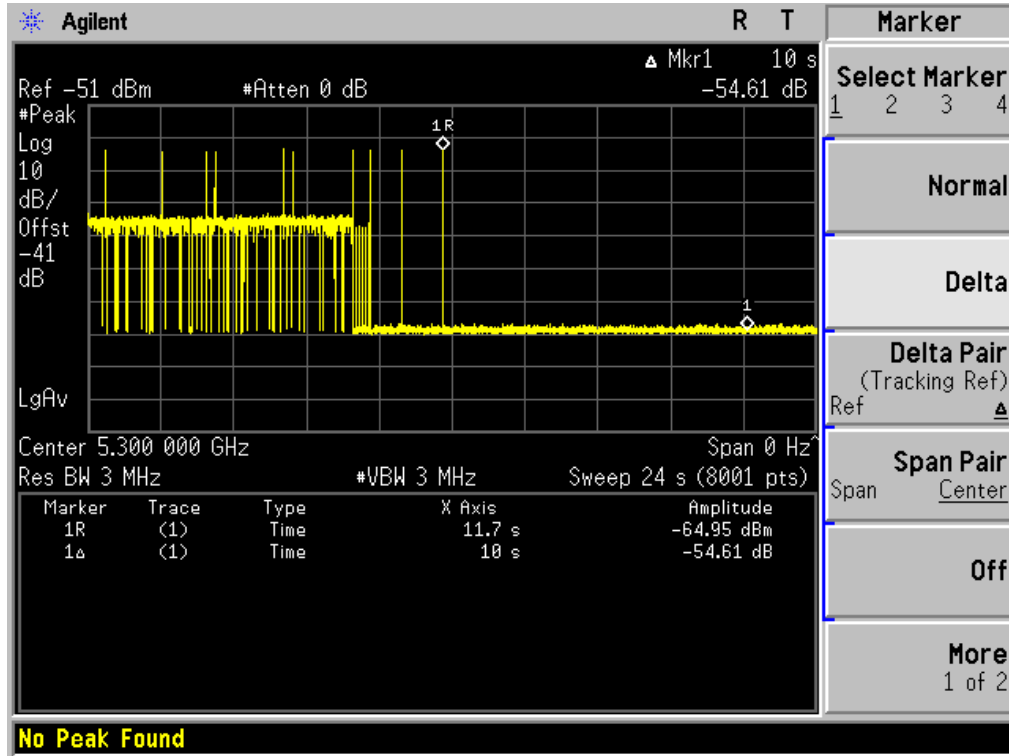 Agilent R T Marker
Δ Mkr1 10 s
Ref -51 dBm #Atten 0 dB -54.61 dB
#Peak
Log
10
dB/
Offst
-41
dB
1R
1
LgAv
Center 5.300 000 GHz Span 0 Hz^
Res BW 3 MHz #VBW 3 MHz Sweep 24 s (8001 pts)
Marker Trace Type X Axis Amplitude
1R (1) Time 11.7 s -64.95 dBm
1Δ (1) Time 10 s -54.61 dB
Select Marker
1 2 3 4
Normal
Delta
Delta Pair
(Tracking Ref)
Ref Δ
Span Pair
Span Center
Off
More
1 of 2
No Peak Found